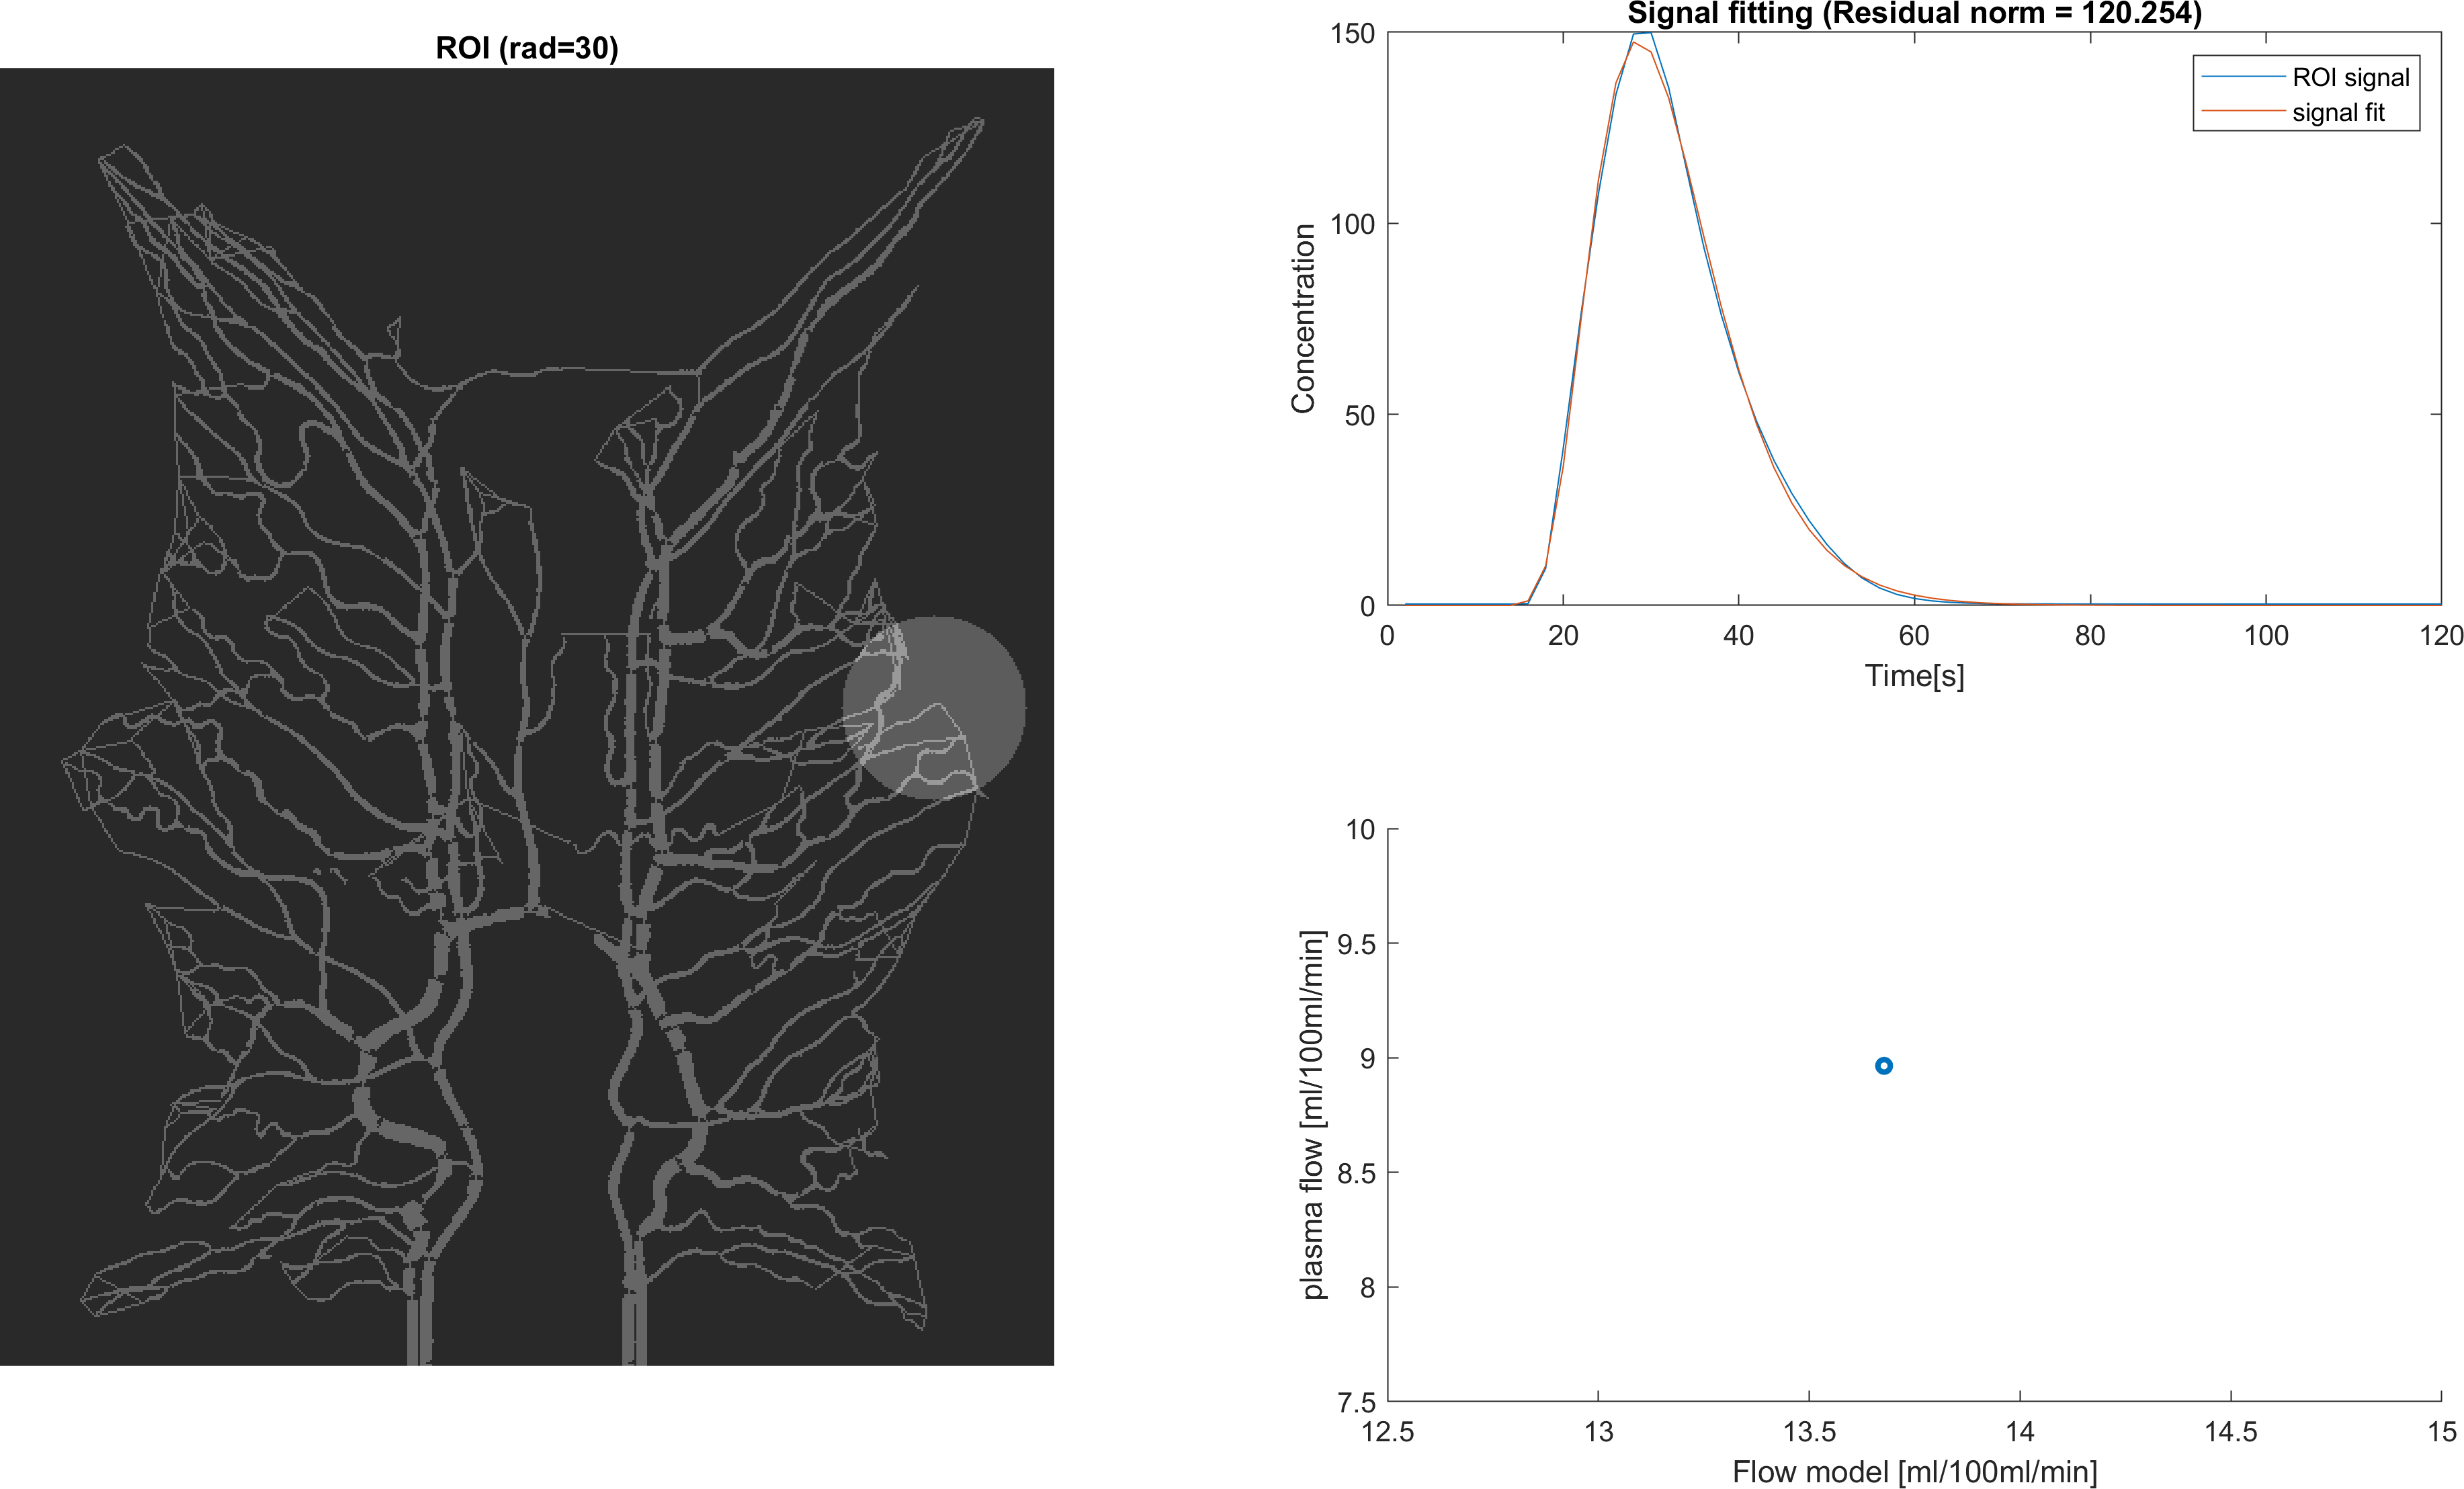 ROI (rad=30)
Signal fitting (Residual norm = 120.254)
150
100
50
0
Concentration
ROI signal
signal fit
0 20 40 60 80 100 120
Time[s]
10
9.5
9
8.5
8
7.5
plasma flow [ml/100ml/min]
12.5 13 13.5 14 14.5 15
Flow model [ml/100ml/min]